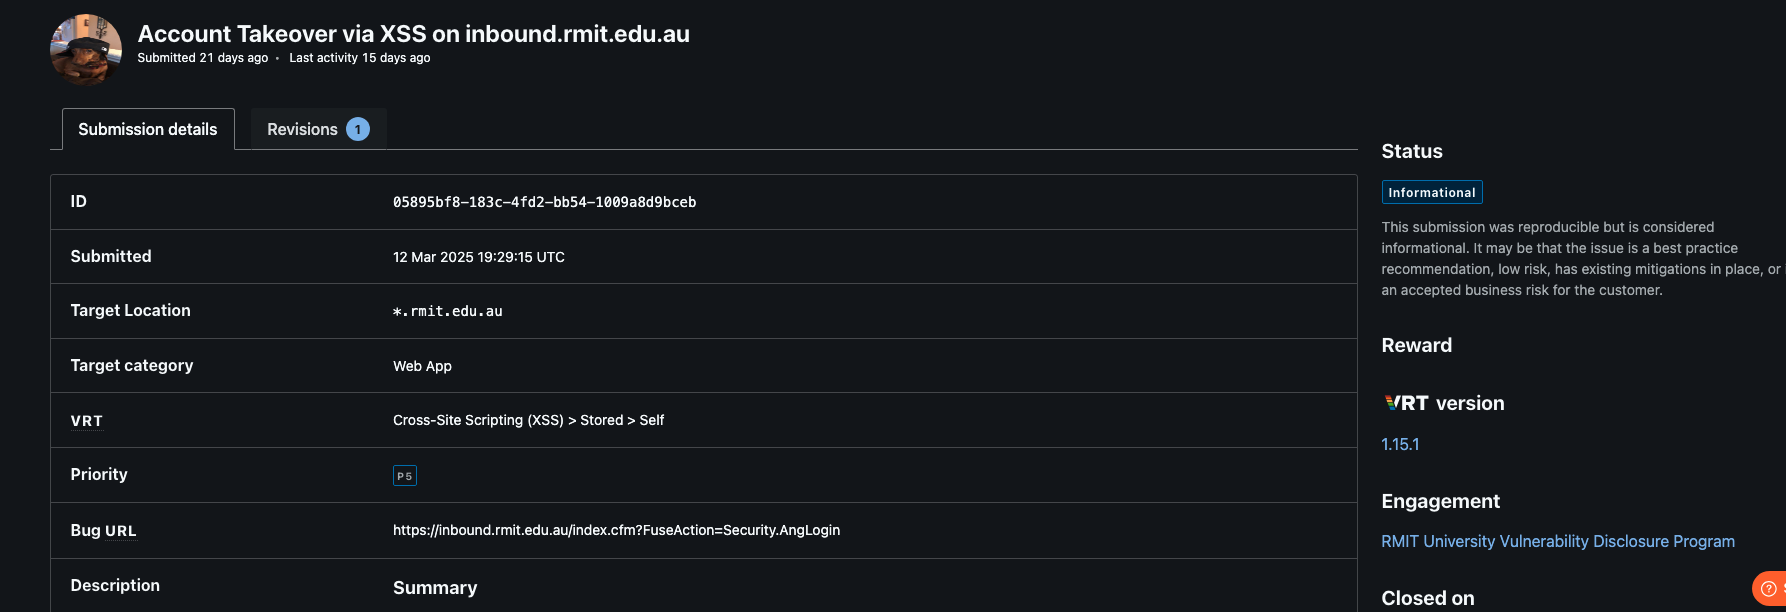 Account Takeover via XSS on inbound.rmit.edu.au
Submitted 21 days ago • Last activity 15 days ago
Submission details
Revisions 1
ID
05895bf8-183c-4fd2-bb54-1009a8d9bceb
Submitted
12 Mar 2025 19:29:15 UTC
Target Location
*.rmit.edu.au
Target category
Web App
VRT
Cross-Site Scripting (XSS) > Stored > Self
Priority
P5
Bug URL
https://inbound.rmit.edu.au/index.cfm?FuseAction=Security.AngLogin
Description
Summary
Status
Informational
This submission was reproducible but is considered
informational. It may be that the issue is a best practice
recommendation, low risk, has existing mitigations in place, or
an accepted business risk for the customer.
Reward
VRT version
1.15.1
Engagement
RMIT University Vulnerability Disclosure Program
Closed on